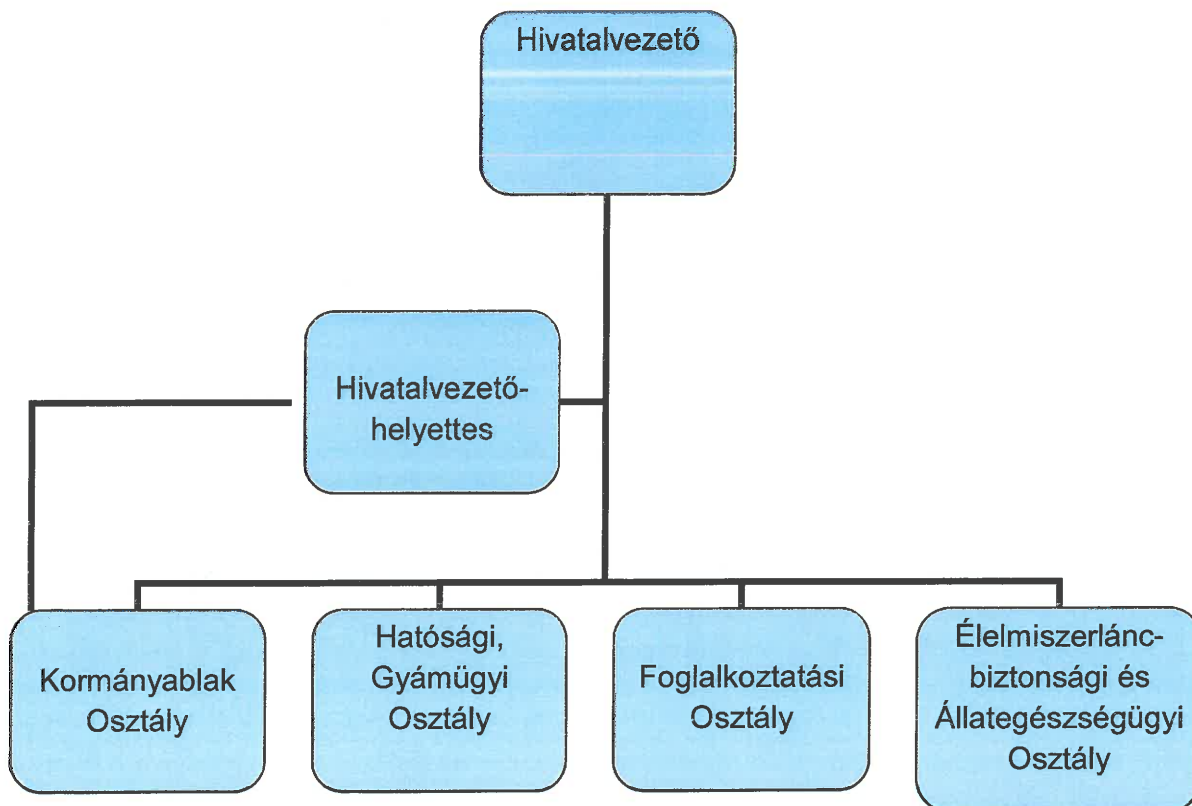 Hivatalvezető
Hivatalvezető-
helyettes
Kormányablak
Osztály
Hatósági,
Gyámügyi
Osztály
Foglalkoztatási
Osztály
Élelmiszerlánc-
biztonsági és
Állategészségügyi
Osztály